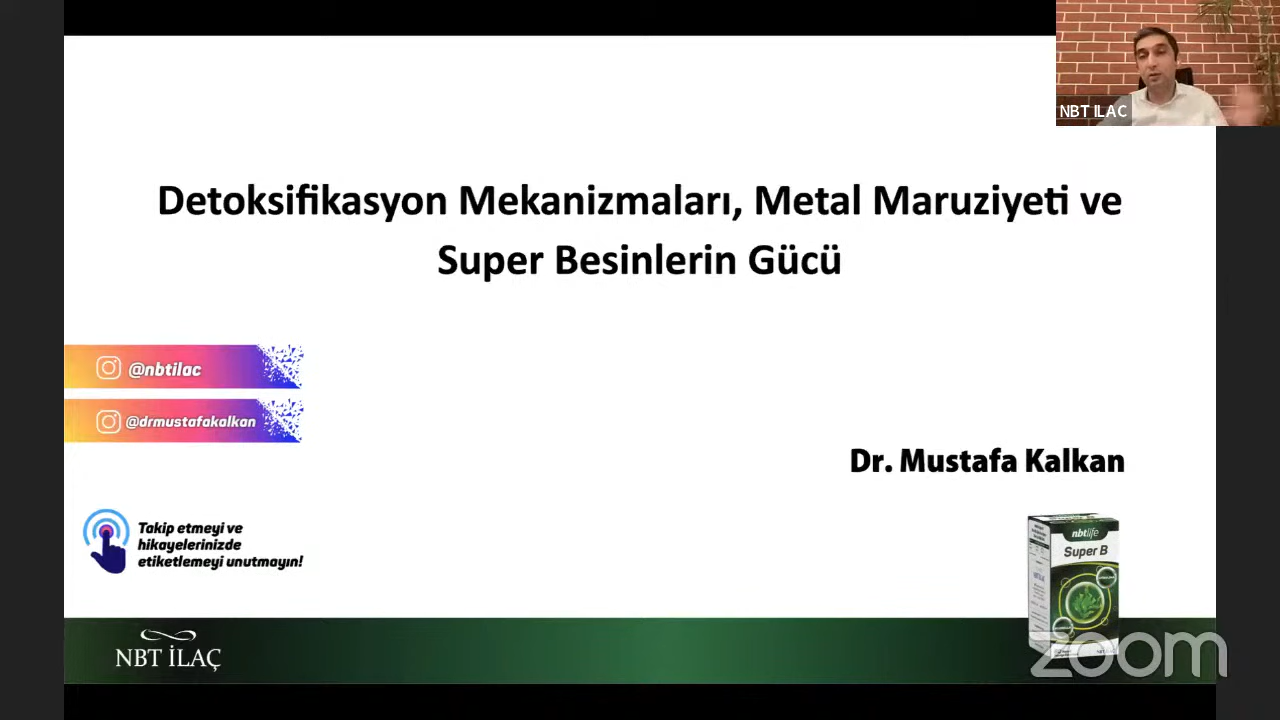 NBT ILAC
Detoksifikasyon Mekanizmaları, Metal Maruziyeti ve
Super Besinlerin Gücü
@nbtilac
@drmustafakalkan
Dr. Mustafa Kalkan
Takip etmeyi ve
hikayelerinizde
etiketlemeyi unutmayın!
nbtlife
Super B
NBT İLAÇ
zoom